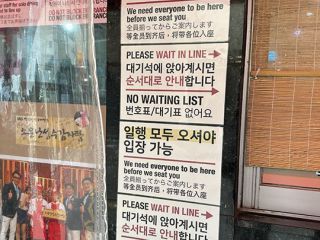 We need everyone to be here
before we seat you
全員揃ってからご案内します
等全员到齐后，将带各位入座
PLEASE WAIT IN LINE
대기석에 앉아계시면
순서대로 안내합니다
NO WAITING LIST
번호표/대기표 없어요
일행 모두 오셔야
입장 가능
We need everyone to be here
before we seat you
全員揃ってからご案内します
等全员到齐后，将带各位入座
PLEASE WAIT IN LINE
대기석에 앉아계시면
순서대로 안내합니다